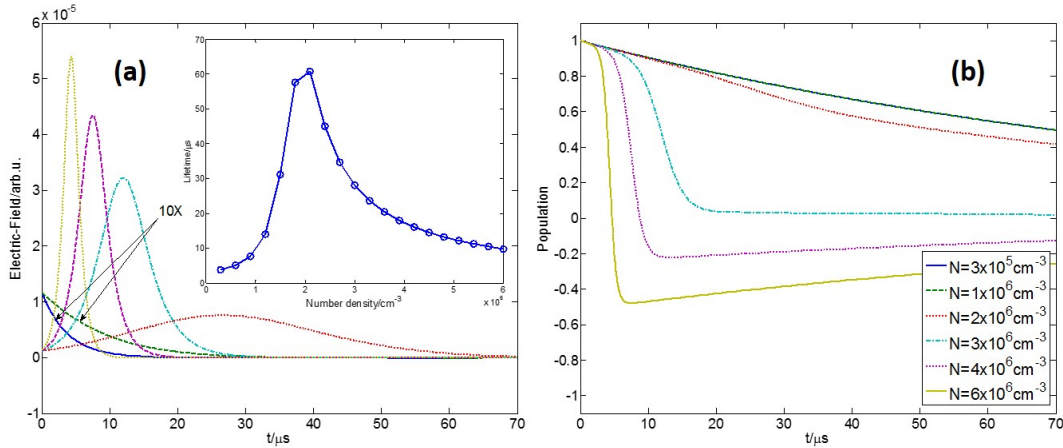 6 x 10⁻⁵
(a)
5
4
3
2
1
0
-1
Electric-Field/arb.u.
10X
0 10 20 30 40 50 60 70
t/μs
70
60
50
40
30
20
10
0
Lifetime/μs
0 1 2 3 4 5 6
x 10⁶
Number density/cm⁻³
(b)
1
0.8
0.6
0.4
0.2
0
-0.2
-0.4
-0.6
-0.8
-1
Population
0 10 20 30 40 50 60 70
t/μs
N=3x10⁵cm⁻³
N=1x10⁶cm⁻³
N=2x10⁶cm⁻³
N=3x10⁶cm⁻³
N=4x10⁶cm⁻³
N=6x10⁶cm⁻³